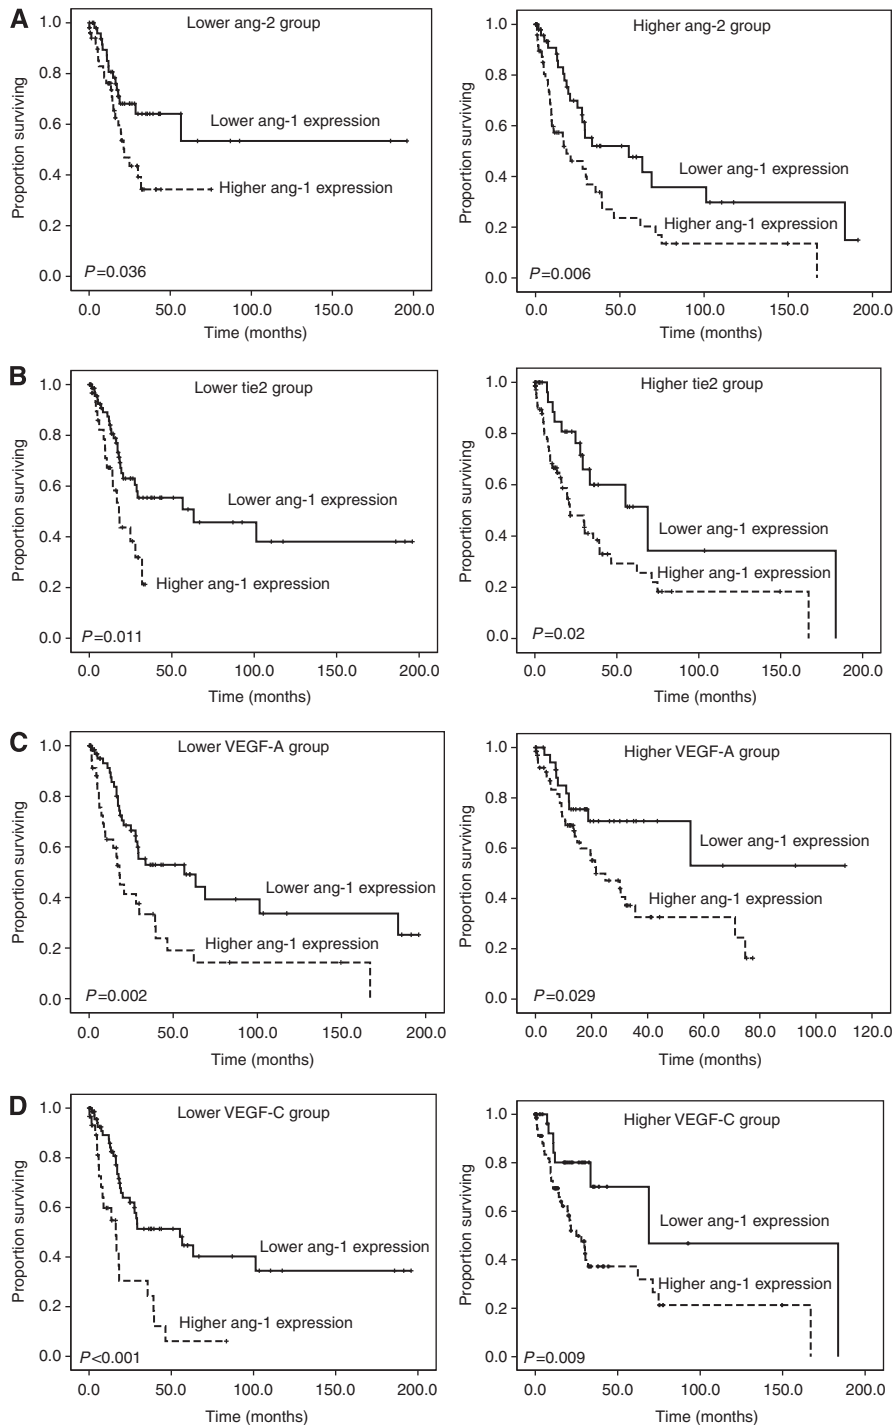 A
Lower ang-2 group
Proportion surviving
1.0
0.8
0.6
0.4
0.2
0.0
Lower ang-1 expression
Higher ang-1 expression
P=0.036
0.0 50.0 100.0 150.0 200.0
Time (months)
Higher ang-2 group
Proportion surviving
1.0
0.8
0.6
0.4
0.2
0.0
Lower ang-1 expression
Higher ang-1 expression
P=0.006
0.0 50.0 100.0 150.0 200.0
Time (months)
B
Lower tie2 group
Proportion surviving
1.0
0.8
0.6
0.4
0.2
0.0
Lower ang-1 expression
Higher ang-1 expression
P=0.011
0.0 50.0 100.0 150.0 200.0
Time (months)
Higher tie2 group
Proportion surviving
1.0
0.8
0.6
0.4
0.2
0.0
Lower ang-1 expression
Higher ang-1 expression
P=0.02
0.0 50.0 100.0 150.0 200.0
Time (months)
C
Lower VEGF-A group
Proportion surviving
1.0
0.8
0.6
0.4
0.2
0.0
Lower ang-1 expression
Higher ang-1 expression
P=0.002
0.0 50.0 100.0 150.0 200.0
Time (months)
Higher VEGF-A group
Proportion surviving
1.0
0.8
0.6
0.4
0.2
0.0
Lower ang-1 expression
Higher ang-1 expression
P=0.029
0.0 20.0 40.0 60.0 80.0 100.0 120.0
Time (months)
D
Lower VEGF-C group
Proportion surviving
1.0
0.8
0.6
0.4
0.2
0.0
Lower ang-1 expression
Higher ang-1 expression
P<0.001
0.0 50.0 100.0 150.0 200.0
Time (months)
Higher VEGF-C group
Proportion surviving
1.0
0.8
0.6
0.4
0.2
0.0
Lower ang-1 expression
Higher ang-1 expression
P=0.009
0.0 50.0 100.0 150.0 200.0
Time (months)